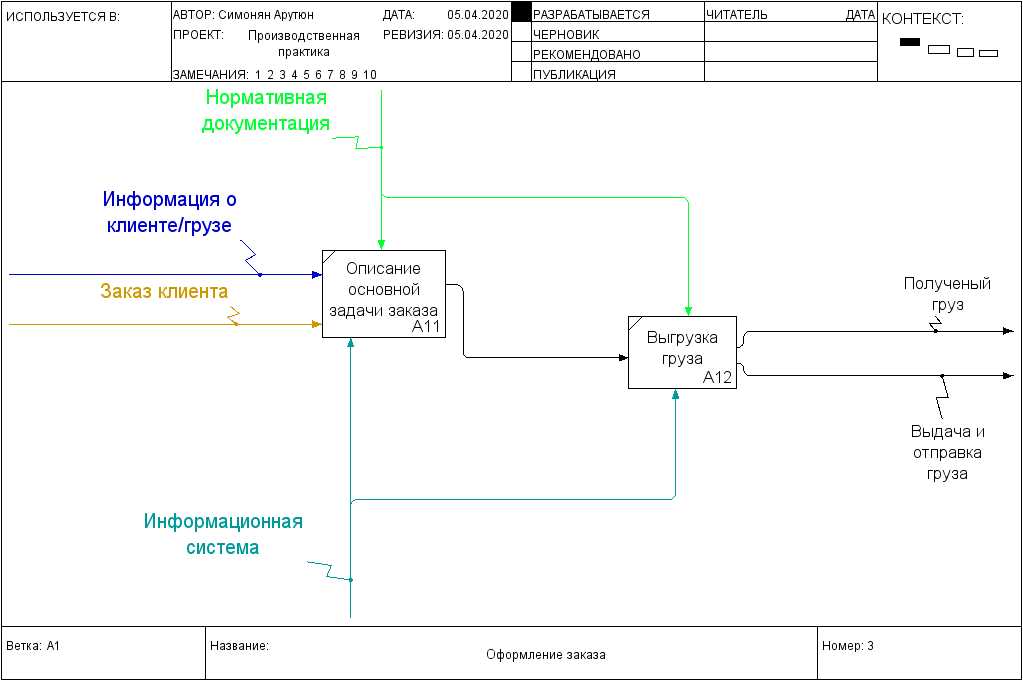 ИСПОЛЬЗУЕТСЯ В:
АВТОР: Симонян Арутюн
ДАТА: 05.04.2020
ПРОЕКТ: Производственная
практика
РЕВИЗИЯ: 05.04.2020
ЗАМЕЧАНИЯ: 1 2 3 4 5 6 7 8 9 10
РАЗРАБАТЫВАЕТСЯ
ЧЕРНОВИК
РЕКОМЕНДОВАНО
ПУБЛИКАЦИЯ
ЧИТАТЕЛЬ
ДАТА
КОНТЕКСТ:
Нормативная
документация
Информация о
клиенте/грузе
Заказ клиента
Описание
основной
задачи заказа
A11
Выгрузка
груза
A12
Полученый
груз
Выдача и
отправка
груза
Информационная
система
Ветка: A1
Название:
Оформление заказа
Номер: 3